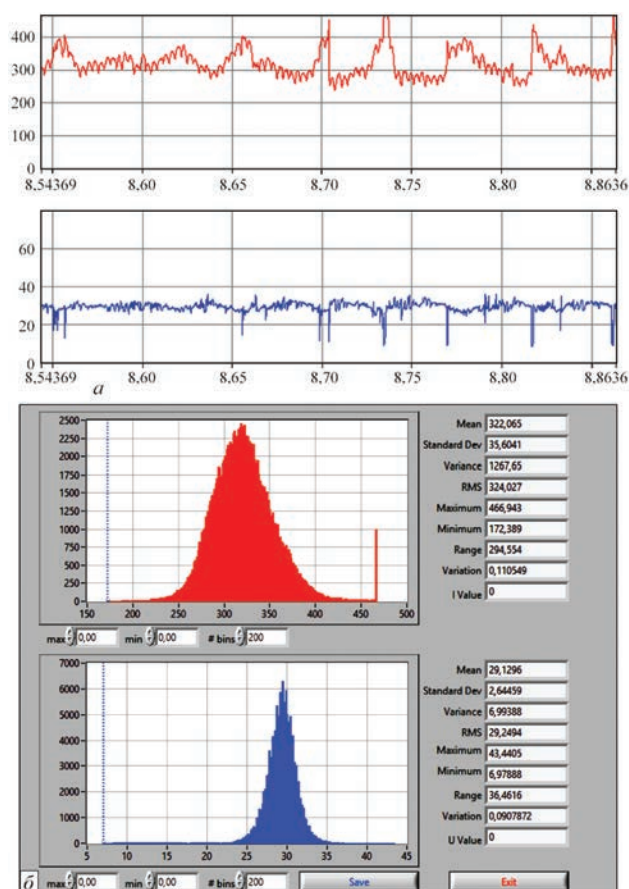 400
300
200
100
0
8,54369 8,60 8,65 8,70 8,75 8,80 8,8636
60
40
20
0
8,54369 8,60 8,65 8,70 8,75 8,80 8,8636
а
2500
2250
2000
1750
1500
1250
1000
750
500
250
0
150 200 250 300 350 400 450 500
max 0,00 min 0,00 # bins 200
Mean 322,065
Standard Dev 35,6041
Variance 1267,65
RMS 324,027
Maximum 466,943
Minimum 172,389
Range 294,554
Variation 0,110549
I Value 0
7000
6000
5000
4000
3000
2000
1000
0
5 10 15 20 25 30 35 40 45
Mean 29,1296
Standard Dev 2,64459
Variance 6,99388
RMS 29,2494
Maximum 43,4405
Minimum 6,97888
Range 36,4616
Variation 0,0907872
U Value 0
б max 0,00 min 0,00 # bins 200 Save Exit